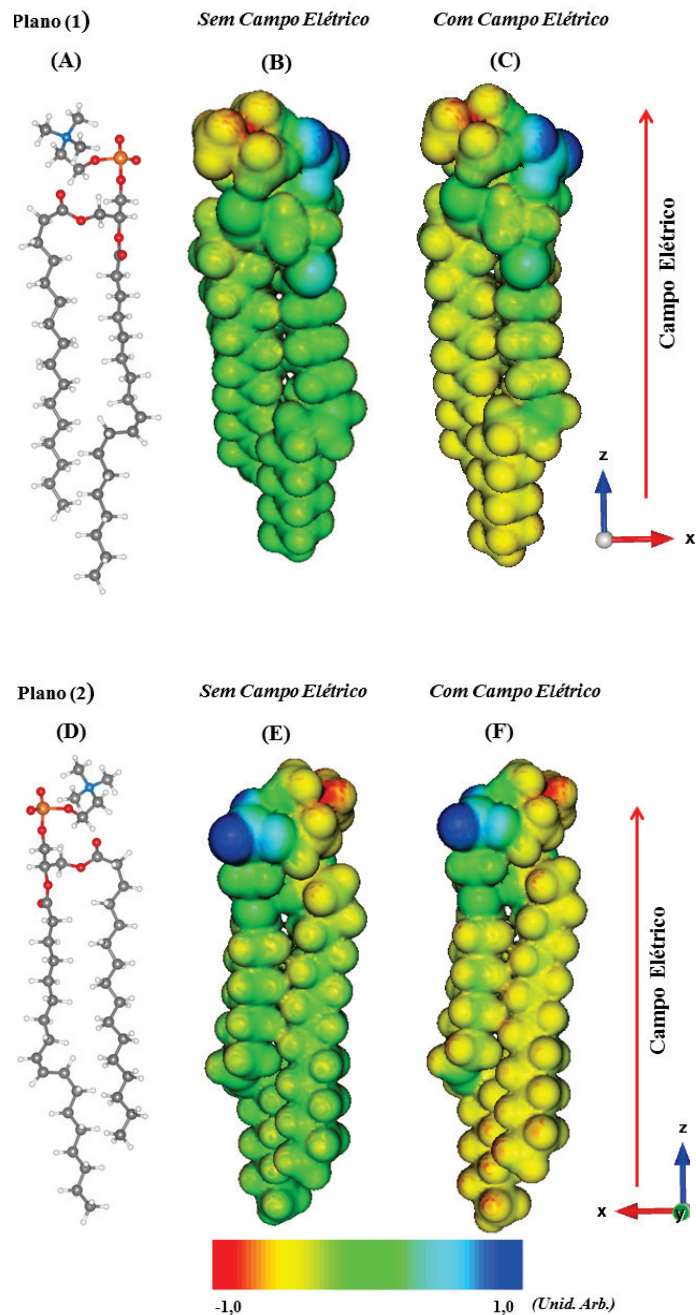 Plano (1)
Sem Campo Elétrico
Com Campo Elétrico
(A)
(B)
(C)
Campo Elétrico
z
x
Plano (2)
Sem Campo Elétrico
Com Campo Elétrico
(D)
(E)
(F)
Campo Elétrico
z
x
y
-1,0
1,0
(Unid. Arb.)